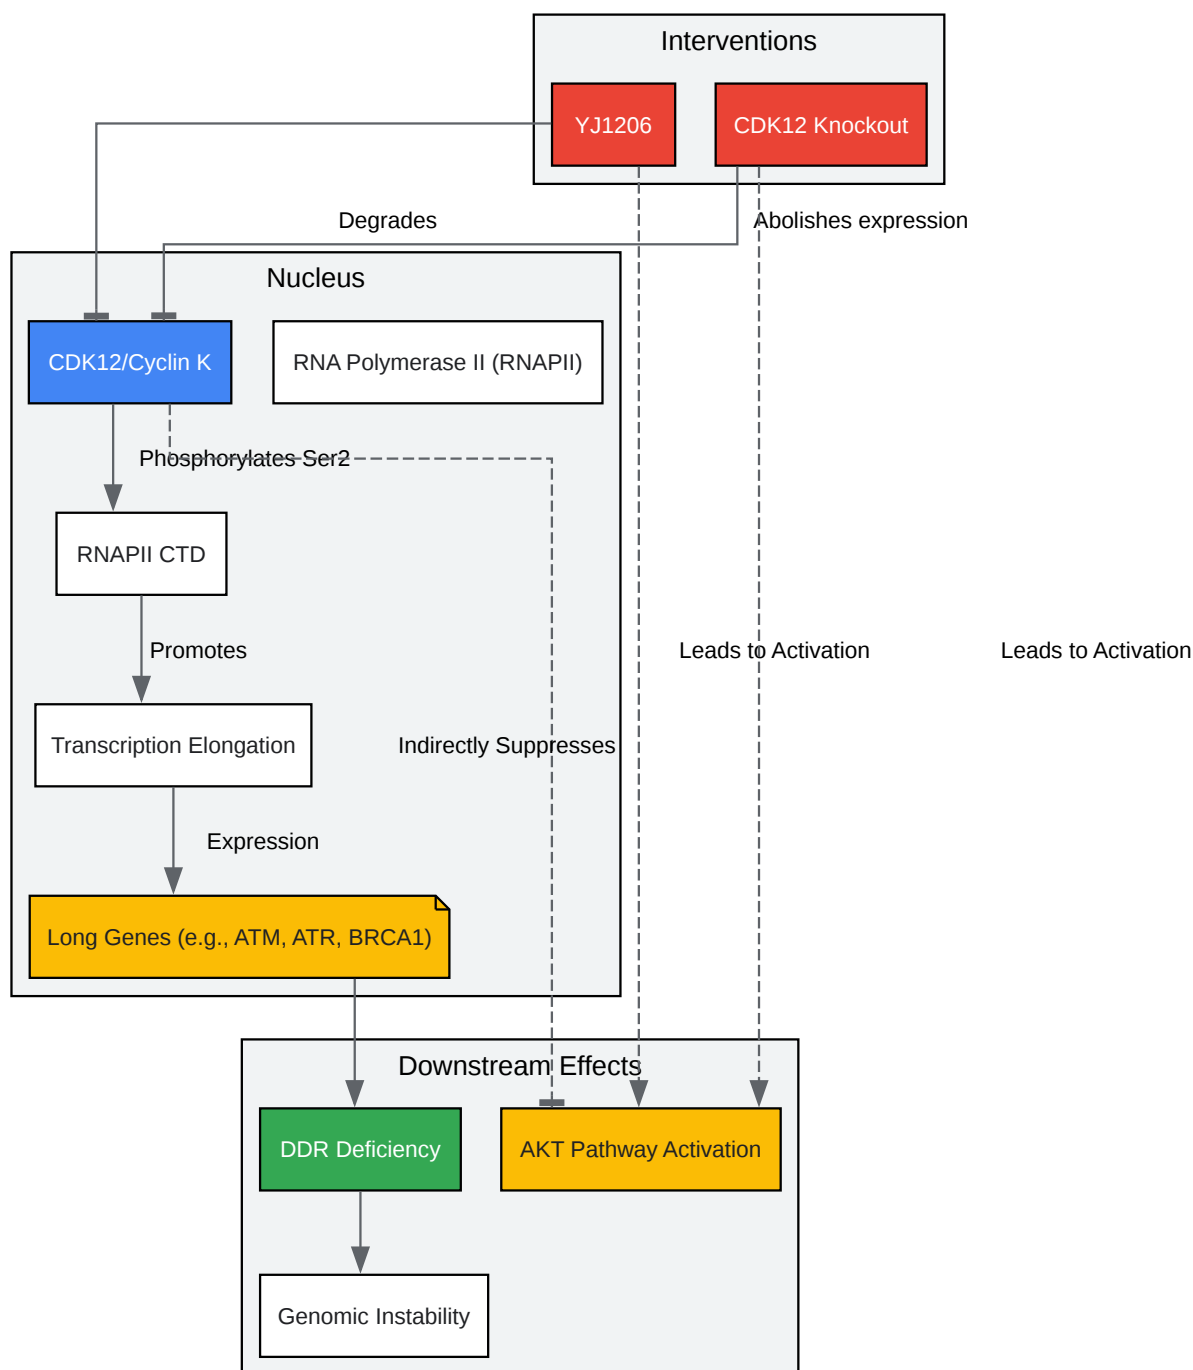 Interventions
YJ1206
CDK12 Knockout
Degrades
Abolishes expression
Nucleus
CDK12/Cyclin K
RNA Polymerase II (RNAPII)
Phosphorylates Ser2
RNAPII CTD
Promotes
Leads to Activation
Leads to Activation
Transcription Elongation
Indirectly Suppresses
Expression
Long Genes (e.g., ATM, ATR, BRCA1)
Downstream Effects
DDR Deficiency
AKT Pathway Activation
Genomic Instability